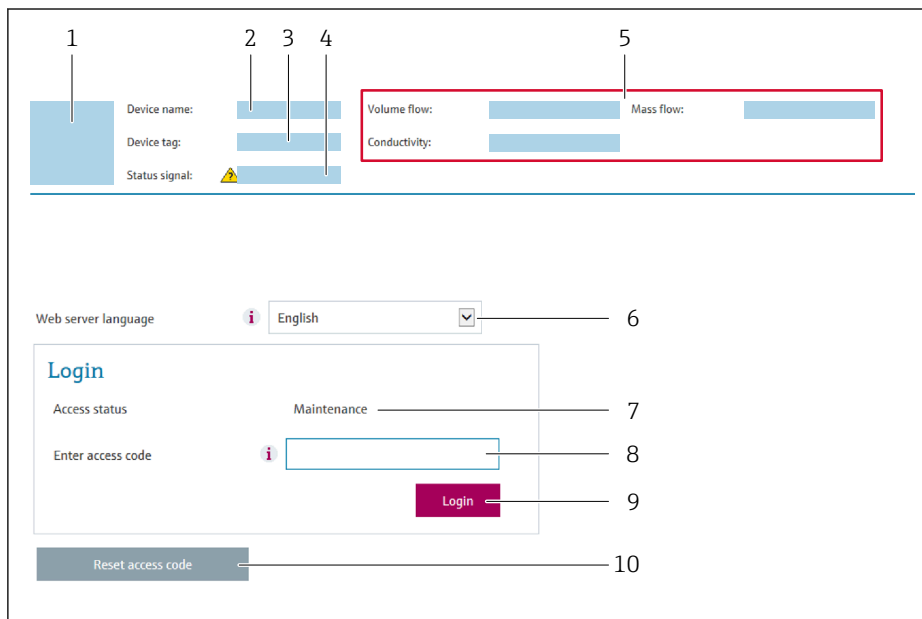 1 2 3 4 5
Device name: Volume flow: Mass flow:
Device tag: Conductivity:
Status signal: ?
Web server language i English 6
Login
Access status Maintenance 7
Enter access code i 8
Login 9
Reset access code 10